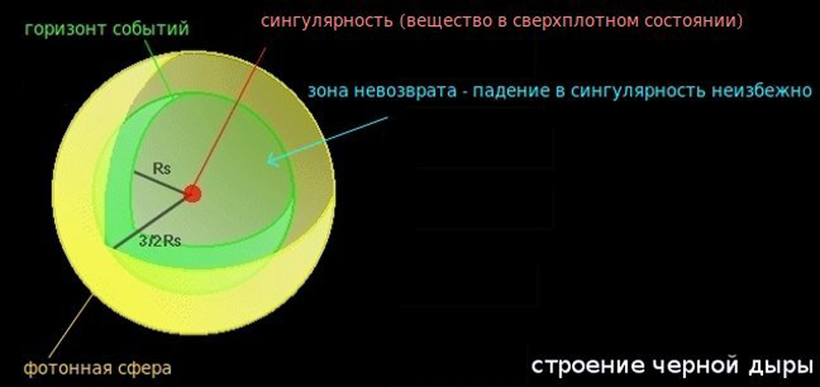 сингулярность (вещество в сверхплотном состоянии)
горизонт событий
зона невозврата - падение в сингулярность неизбежно
Rs
3/2Rs
фотонная сфера
строение черной дыры